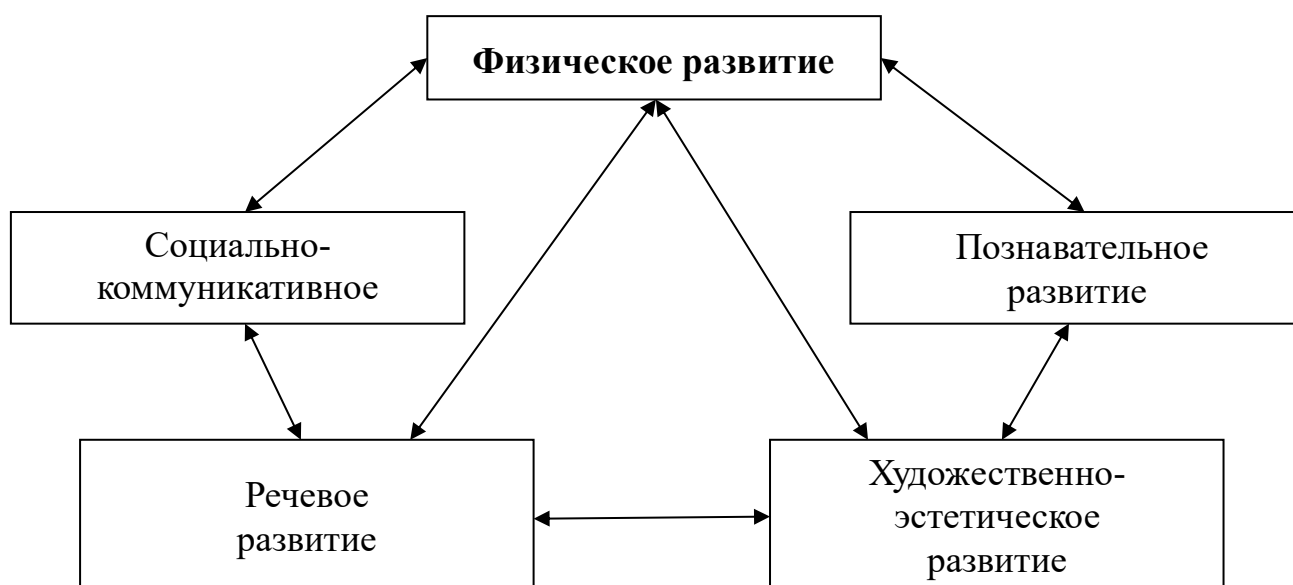 Физическое развитие
Социально-
коммуникативное
Познавательное
развитие
Речевое
развитие
Художественно-
эстетическое
развитие